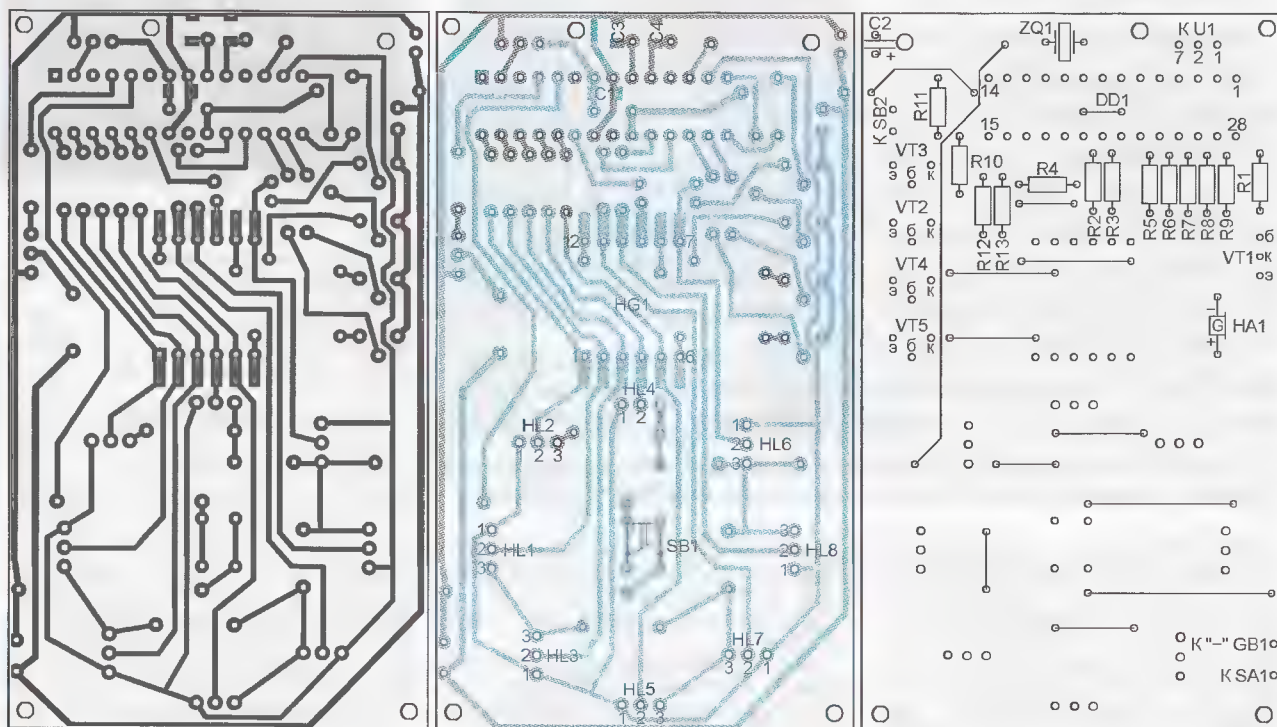 C3
C4
C1
12
7
HG1
1
6
HL4
1 2
HL2
2 3
1
2 HL6
3
1
2 HL1
3
SB1
3
2 HL8
1
3
2 HL3
1
HL7
3 2 1
HL5
1 2 3
C2
+
ZQ1
К U1
7 2 1
14
1
DD1
15
28
К SB2
R11
VT3
э б к
R10
R4
VT2
э б к
R12
R13
R2
R3
R5
R6
R7
R8
R9
R1
б
VT1 к
э
VT4
э б к
VT5
э б к
−
G
+
HA1
К "–" GB1
К SA1